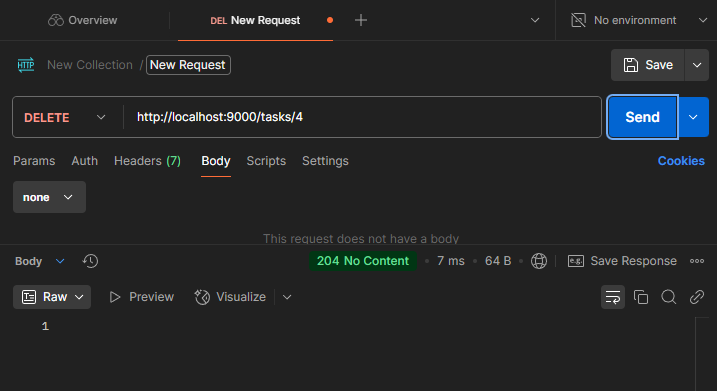 Overview DEL New Request No environment
HTTP New Collection / New Request Save
DELETE http://localhost:9000/tasks/4 Send
Params Auth Headers (7) Body Scripts Settings Cookies
none
This request does not have a body
Body 204 No Content • 7 ms • 64 B • e.g. Save Response
Raw Preview Visualize
1